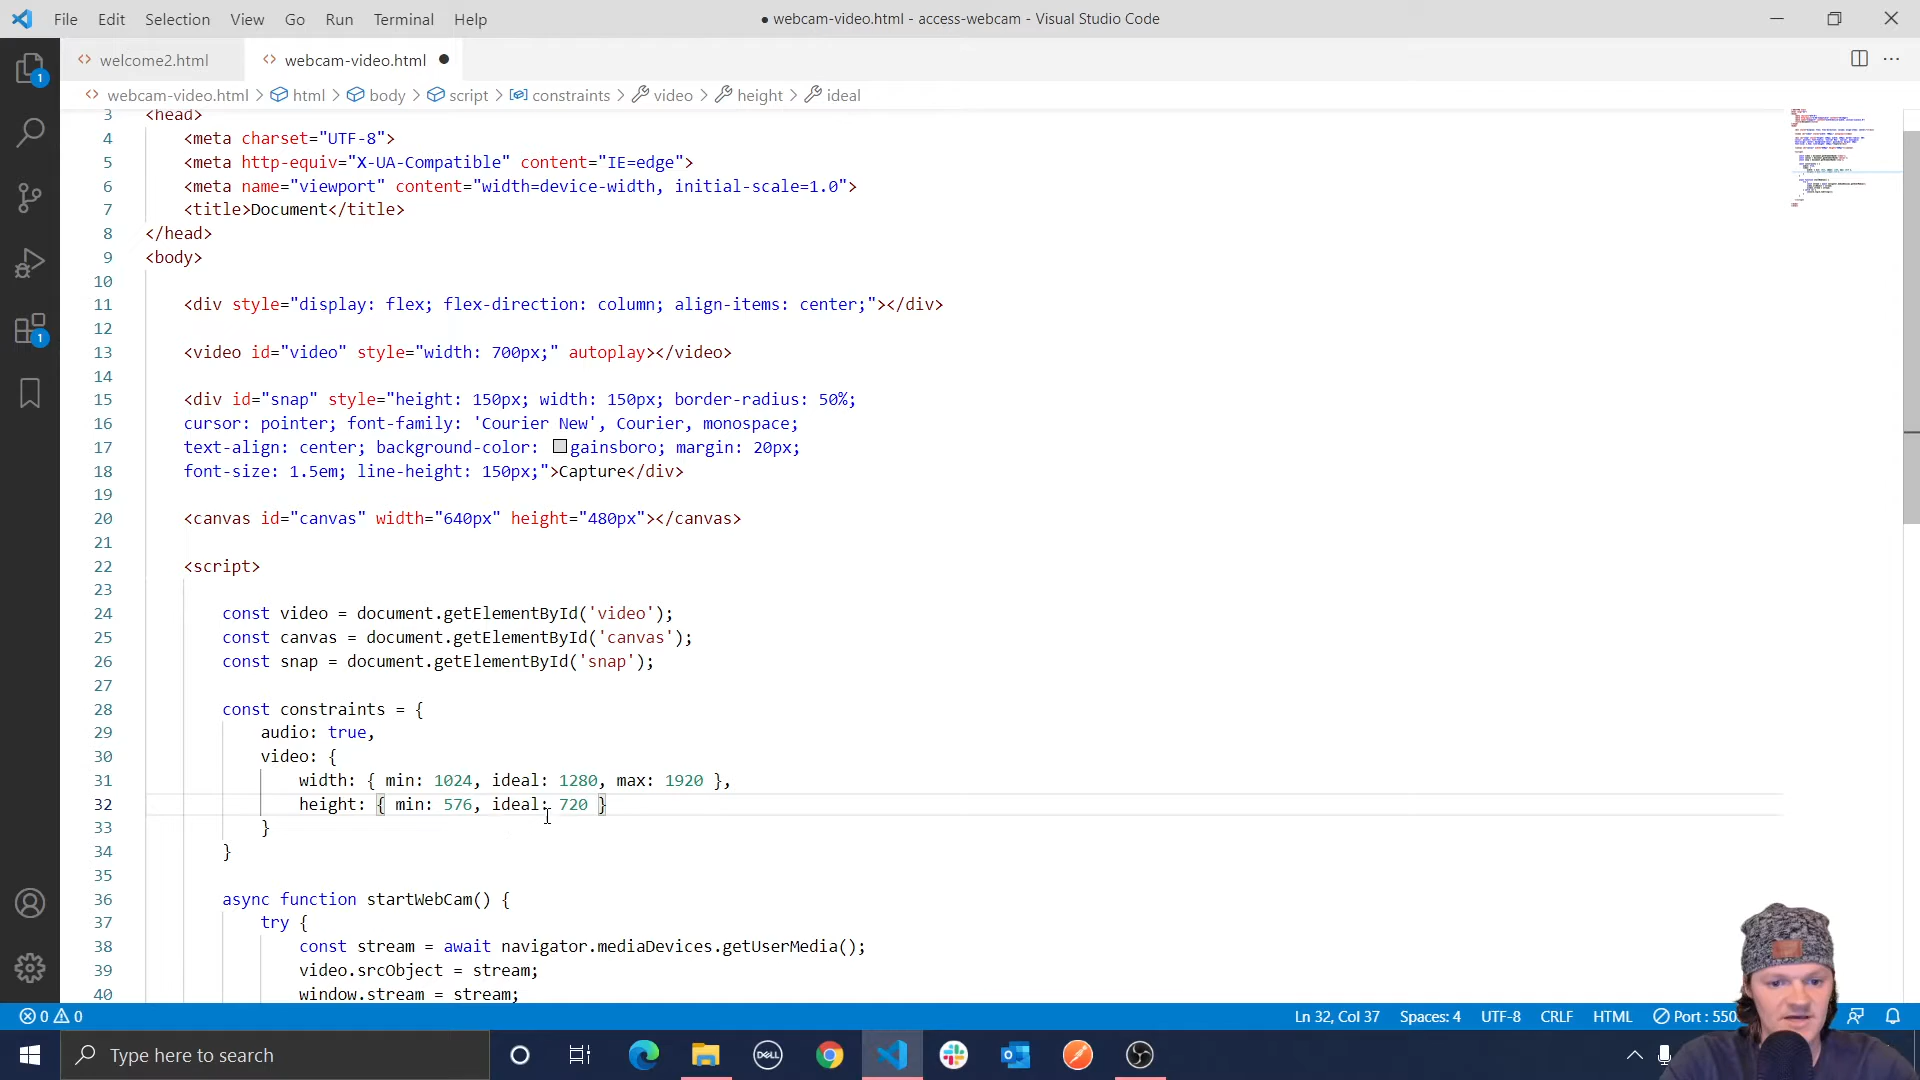 File Edit Selection View Go Run Terminal Help
● webcam-video.html - access-webcam - Visual Studio Code
welcome2.html
webcam-video.html ●
webcam-video.html > html > body > script > constraints > video > height > ideal
3 <head>
4 <meta charset="UTF-8">
5 <meta http-equiv="X-UA-Compatible" content="IE=edge">
6 <meta name="viewport" content="width=device-width, initial-scale=1.0">
7 <title>Document</title>
8 </head>
9 <body>
10
11 <div style="display: flex; flex-direction: column; align-items: center;"></div>
12
13 <video id="video" style="width: 700px;" autoplay></video>
14
15 <div id="snap" style="height: 150px; width: 150px; border-radius: 50%;
16 cursor: pointer; font-family: 'Courier New', Courier, monospace;
17 text-align: center; background-color: gainsboro; margin: 20px;
18 font-size: 1.5em; line-height: 150px;">Capture</div>
19
20 <canvas id="canvas" width="640px" height="480px"></canvas>
21
22 <script>
23
24 const video = document.getElementById('video');
25 const canvas = document.getElementById('canvas');
26 const snap = document.getElementById('snap');
27
28 const constraints = {
29 audio: true,
30 video: {
31 width: { min: 1024, ideal: 1280, max: 1920 },
32 height: { min: 576, ideal: 720 }
33 }
34 }
35
36 async function startWebCam() {
37 try {
38 const stream = await navigator.mediaDevices.getUserMedia();
39 video.srcObject = stream;
40 window.stream = stream;
1
1
0 0
Ln 32, Col 37 Spaces: 4 UTF-8 CRLF HTML Port : 550
Type here to search
DELL